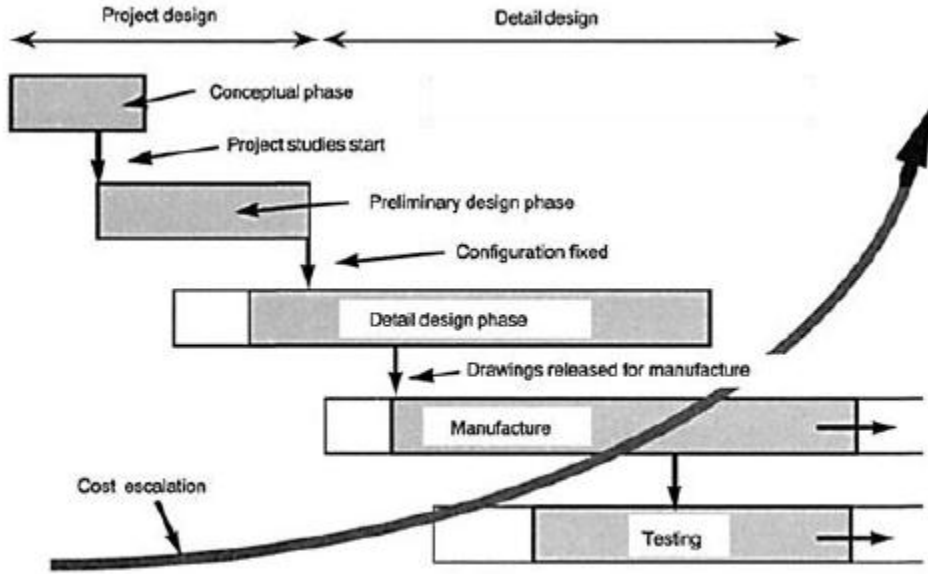 Project design
Detail design
Conceptual phase
Project studies start
Preliminary design phase
Configuration fixed
Detail design phase
Drawings released for manufacture
Manufacture
Cost escalation
Testing